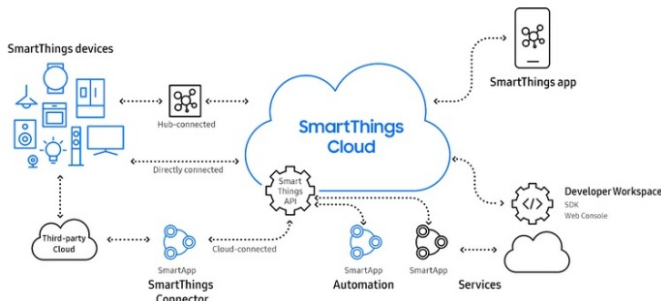 SmartThings devices
Hub-connected
Directly connected
Third-party
Cloud
SmartApp
SmartThings
Connector
Cloud-connected
SmartThings
Cloud
Smart
Things
API
SmartApp
Automation
SmartApp
Services
SmartThings app
Developer Workspace
SDK
Web Console